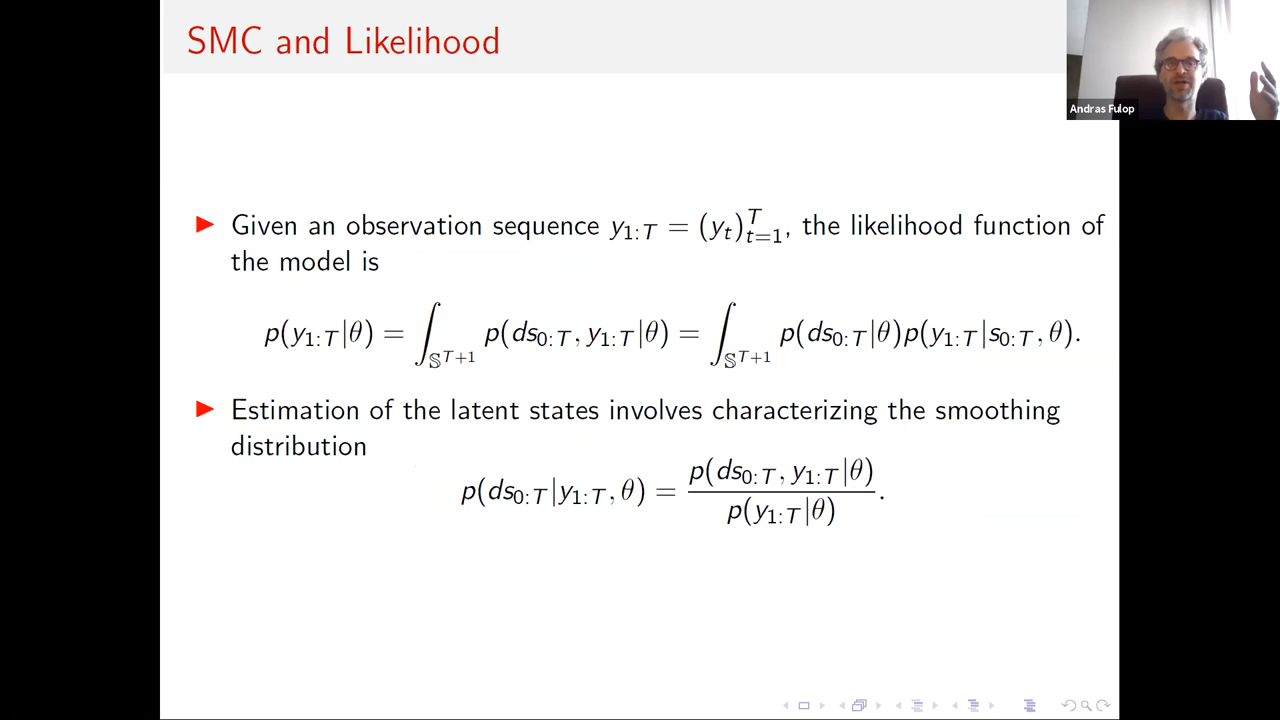 SMC and Likelihood
Andras Fulop
▶ Given an observation sequence y_{1:T} = (y_t)_{t=1}^{T}, the likelihood function of
the model is
p(y_{1:T}|θ) = ∫_{𝕊^{T+1}} p(ds_{0:T}, y_{1:T}|θ) = ∫_{𝕊^{T+1}} p(ds_{0:T}|θ)p(y_{1:T}|s_{0:T}, θ).
▶ Estimation of the latent states involves characterizing the smoothing
distribution
p(ds_{0:T}|y_{1:T}, θ) = \frac{p(ds_{0:T}, y_{1:T}|θ)}{p(y_{1:T}|θ)}.